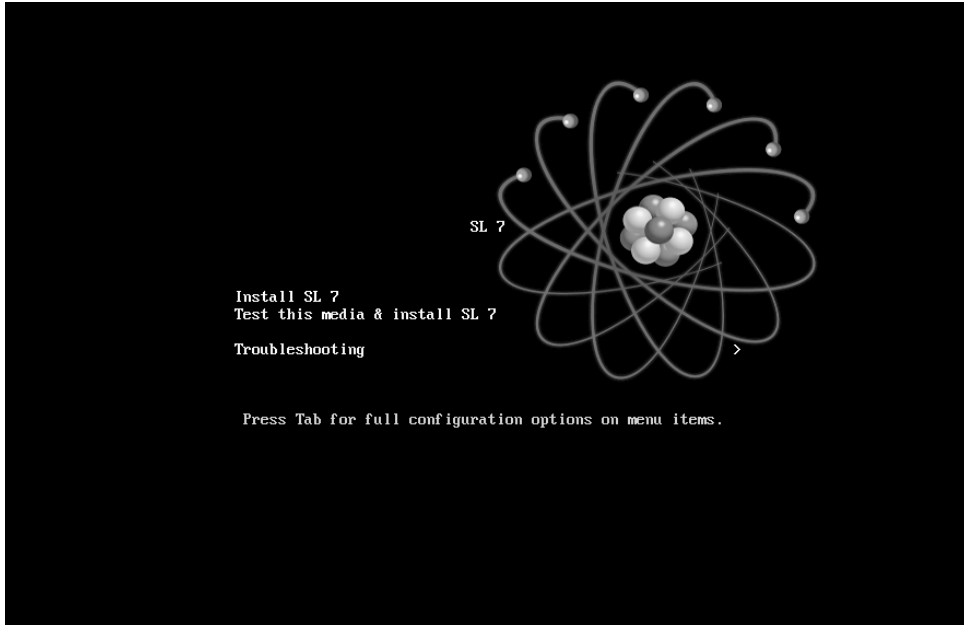 SL 7
Install SL 7
Test this media & install SL 7
Troubleshooting >
Press Tab for full configuration options on menu items.